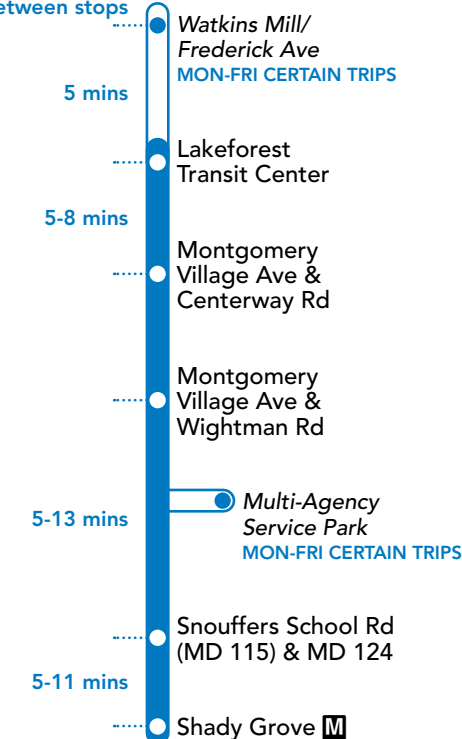 between stops
Watkins Mill/
Frederick Ave
MON-FRI CERTAIN TRIPS
5 mins
Lakeforest
Transit Center
5-8 mins
Montgomery
Village Ave &
Centerway Rd
Montgomery
Village Ave &
Wightman Rd
Multi-Agency
Service Park
MON-FRI CERTAIN TRIPS
5-13 mins
Snouffers School Rd
(MD 115) & MD 124
5-11 mins
Shady Grove M